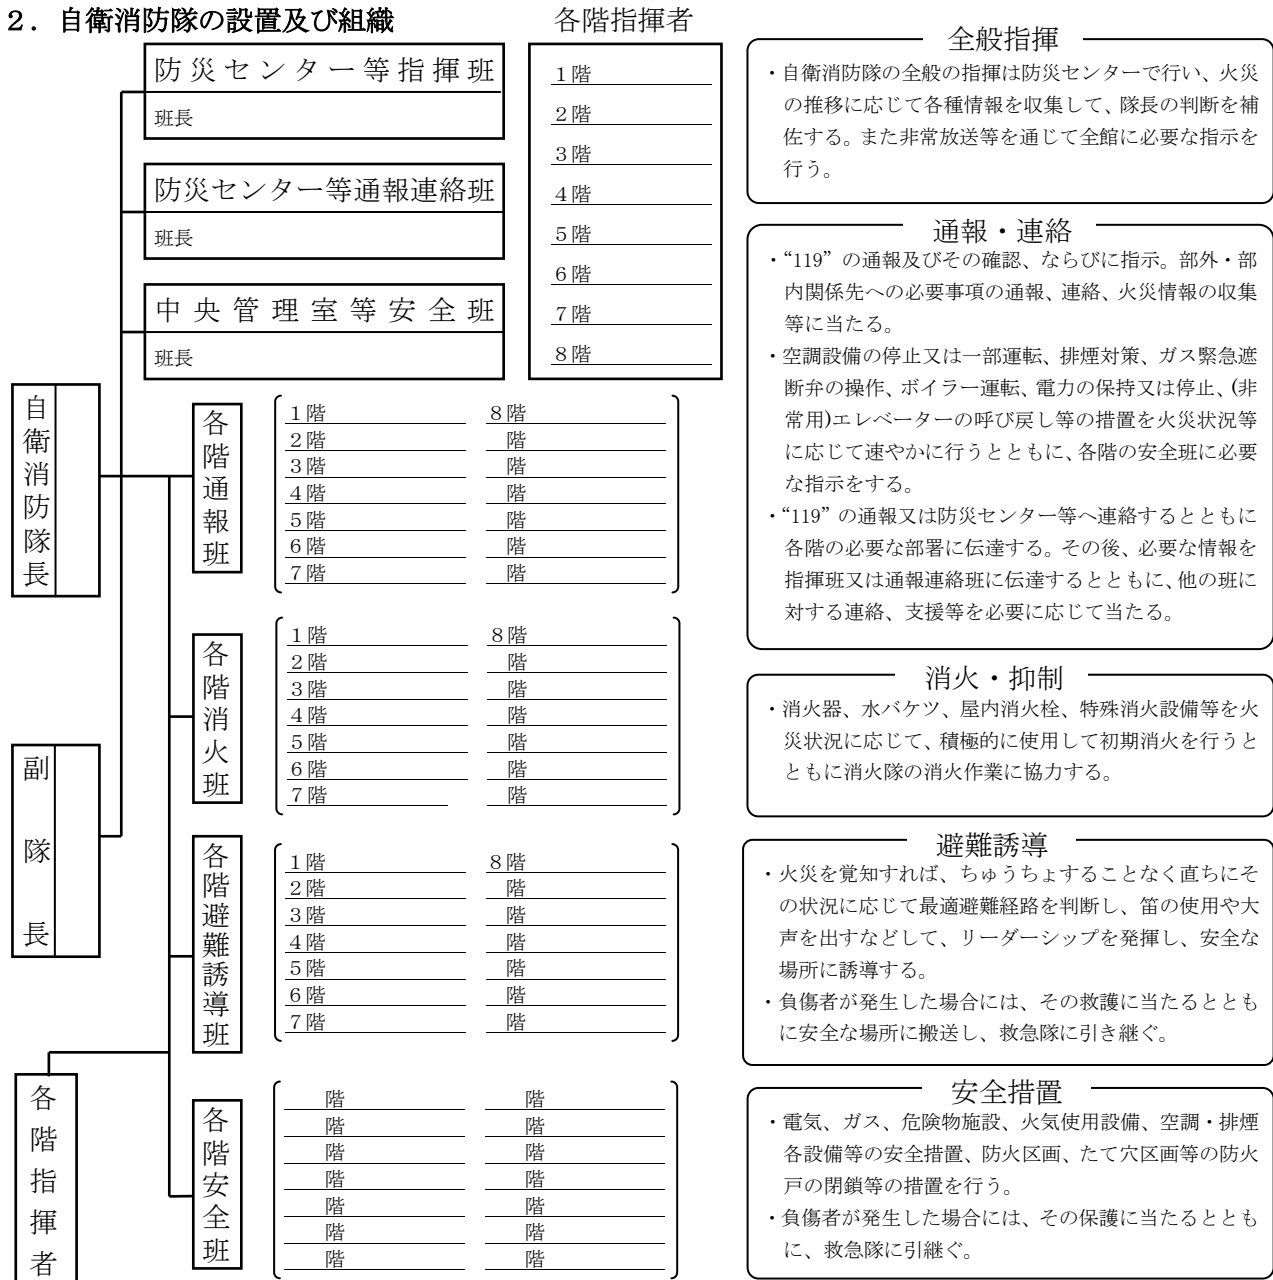 ２．自衛消防隊の設置及び組織
各階指揮者
防災センター等指揮班
班長
防災センター等通報連絡班
班長
中央管理室等安全班
班長
1階
2階
3階
4階
5階
6階
7階
8階
自衛消防隊長
副隊長
各階指揮者
各階通報班
1階 8階
2階 階
3階 階
4階 階
5階 階
6階 階
7階 階
各階消火班
1階 8階
2階 階
3階 階
4階 階
5階 階
6階 階
7階 階
各階避難誘導班
1階 8階
2階 階
3階 階
4階 階
5階 階
6階 階
7階 階
各階安全班
階 階
階 階
階 階
階 階
階 階
階 階
階 階
全般指揮
・自衛消防隊の全般の指揮は防災センターで行い、火災
の推移に応じて各種情報を収集して、隊長の判断を補
佐する。また非常放送等を通じて全館に必要な指示を
行う。
通報・連絡
・“119”の通報及びその確認、ならびに指示。部外・部
内関係先への必要事項の通報、連絡、火災情報の収集
等に当たる。
・空調設備の停止又は一部運転、排煙対策、ガス緊急遮
断弁の操作、ボイラー運転、電力の保持又は停止、(非
常用)エレベーターの呼び戻し等の措置を火災状況等
に応じて速やかに行うとともに、各階の安全班に必要
な指示をする。
・“119”の通報又は防災センター等へ連絡するとともに
各階の必要な部署に伝達する。その後、必要な情報を
指揮班又は通報連絡班に伝達するとともに、他の班に
対する連絡、支援等を必要に応じて当たる。
消火・抑制
・消火器、水バケツ、屋内消火栓、特殊消火設備等を火
災状況に応じて、積極的に使用して初期消火を行うと
ともに消火隊の消火作業に協力する。
避難誘導
・火災を覚知すれば、ちゅうちょすることなく直ちにそ
の状況に応じて最適避難経路を判断し、笛の使用や大
声を出すなどして、リーダーシップを発揮し、安全な
場所に誘導する。
・負傷者が発生した場合には、その救護に当たるととも
に安全な場所に搬送し、救急隊に引き継ぐ。
安全措置
・電気、ガス、危険物施設、火気使用設備、空調・排煙
各設備等の安全措置、防火区画、たて穴区画等の防火
戸の閉鎖等の措置を行う。
・負傷者が発生した場合には、その保護に当たるととも
に、救急隊に引継ぐ。